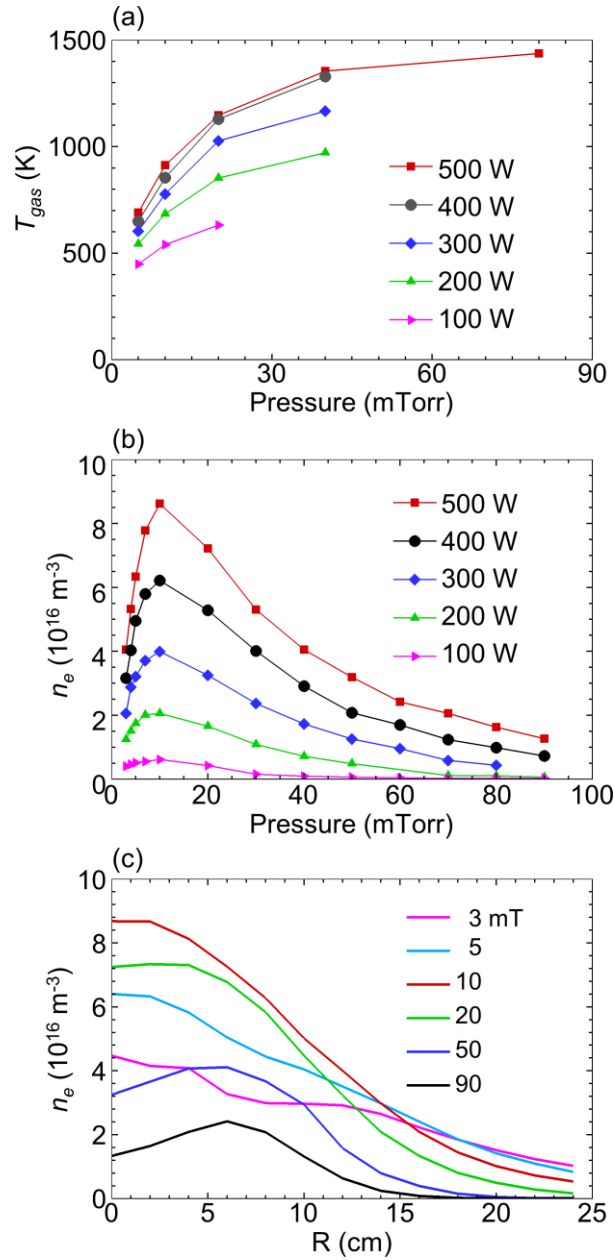 (a)
1500
1000
500
0
T_gas (K)
500 W
400 W
300 W
200 W
100 W
0 30 60 90
Pressure (mTorr)
(b)
10
8
6
4
2
0
n_e (10^16 m^-3)
500 W
400 W
300 W
200 W
100 W
0 20 40 60 80 100
Pressure (mTorr)
(c)
10
8
6
4
2
0
n_e (10^16 m^-3)
3 mT
5
10
20
50
90
0 5 10 15 20 25
R (cm)